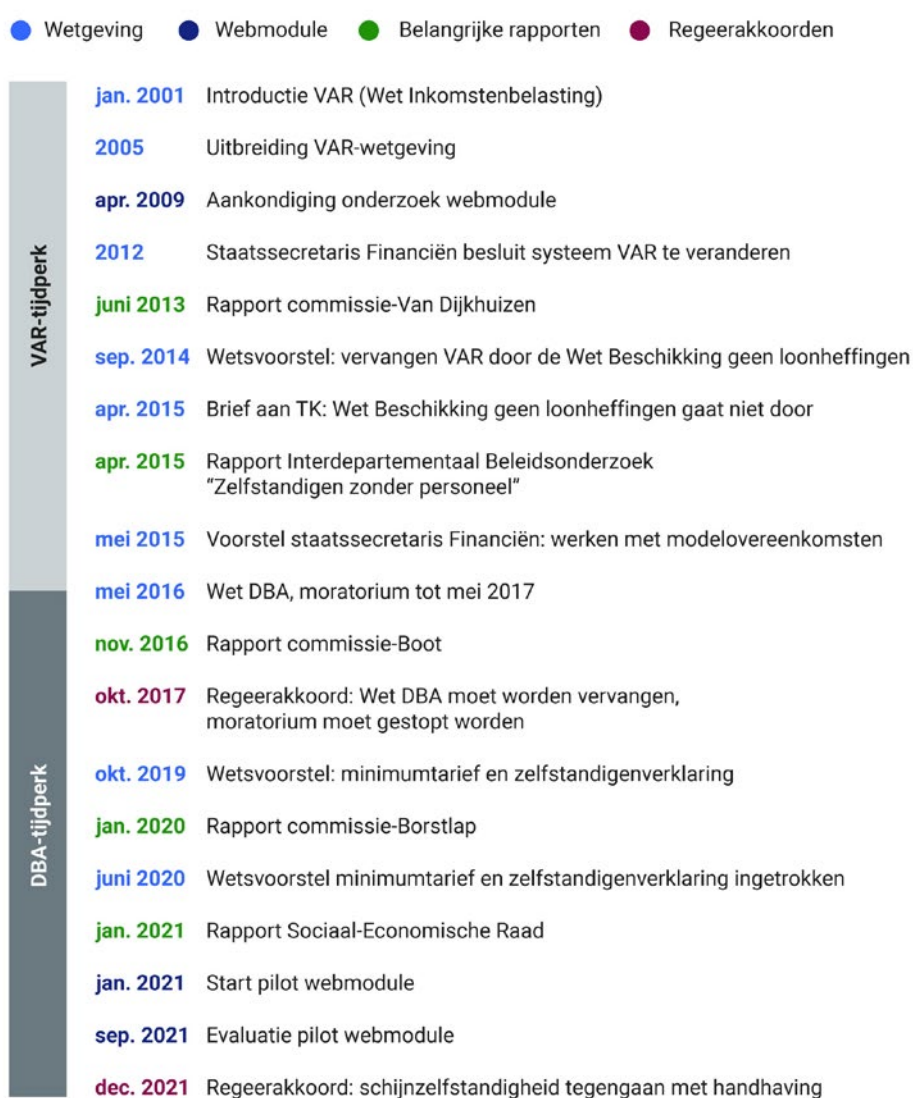 Wetgeving Webmodule Belangrijke rapporten Regeerakkoorden
VAR-tijdperk
jan. 2001 Introductie VAR (Wet Inkomstenbelasting)
2005 Uitbreiding VAR-wetgeving
apr. 2009 Aankondiging onderzoek webmodule
2012 Staatssecretaris Financiën besluit systeem VAR te veranderen
juni 2013 Rapport commissie-Van Dijkhuizen
sep. 2014 Wetsvoorstel: vervangen VAR door de Wet Beschikking geen loonheffingen
apr. 2015 Brief aan TK: Wet Beschikking geen loonheffingen gaat niet door
apr. 2015 Rapport Interdepartementaal Beleidsonderzoek
“Zelfstandigen zonder personeel”
mei 2015 Voorstel staatssecretaris Financiën: werken met modelovereenkomsten
DBA-tijdperk
mei 2016 Wet DBA, moratorium tot mei 2017
nov. 2016 Rapport commissie-Boot
okt. 2017 Regeerakkoord: Wet DBA moet worden vervangen,
moratorium moet gestopt worden
okt. 2019 Wetsvoorstel: minimumtarief en zelfstandigenverklaring
jan. 2020 Rapport commissie-Borstlap
juni 2020 Wetsvoorstel minimumtarief en zelfstandigenverklaring ingetrokken
jan. 2021 Rapport Sociaal-Economische Raad
jan. 2021 Start pilot webmodule
sep. 2021 Evaluatie pilot webmodule
dec. 2021 Regeerakkoord: schijnzelfstandigheid tegengaan met handhaving